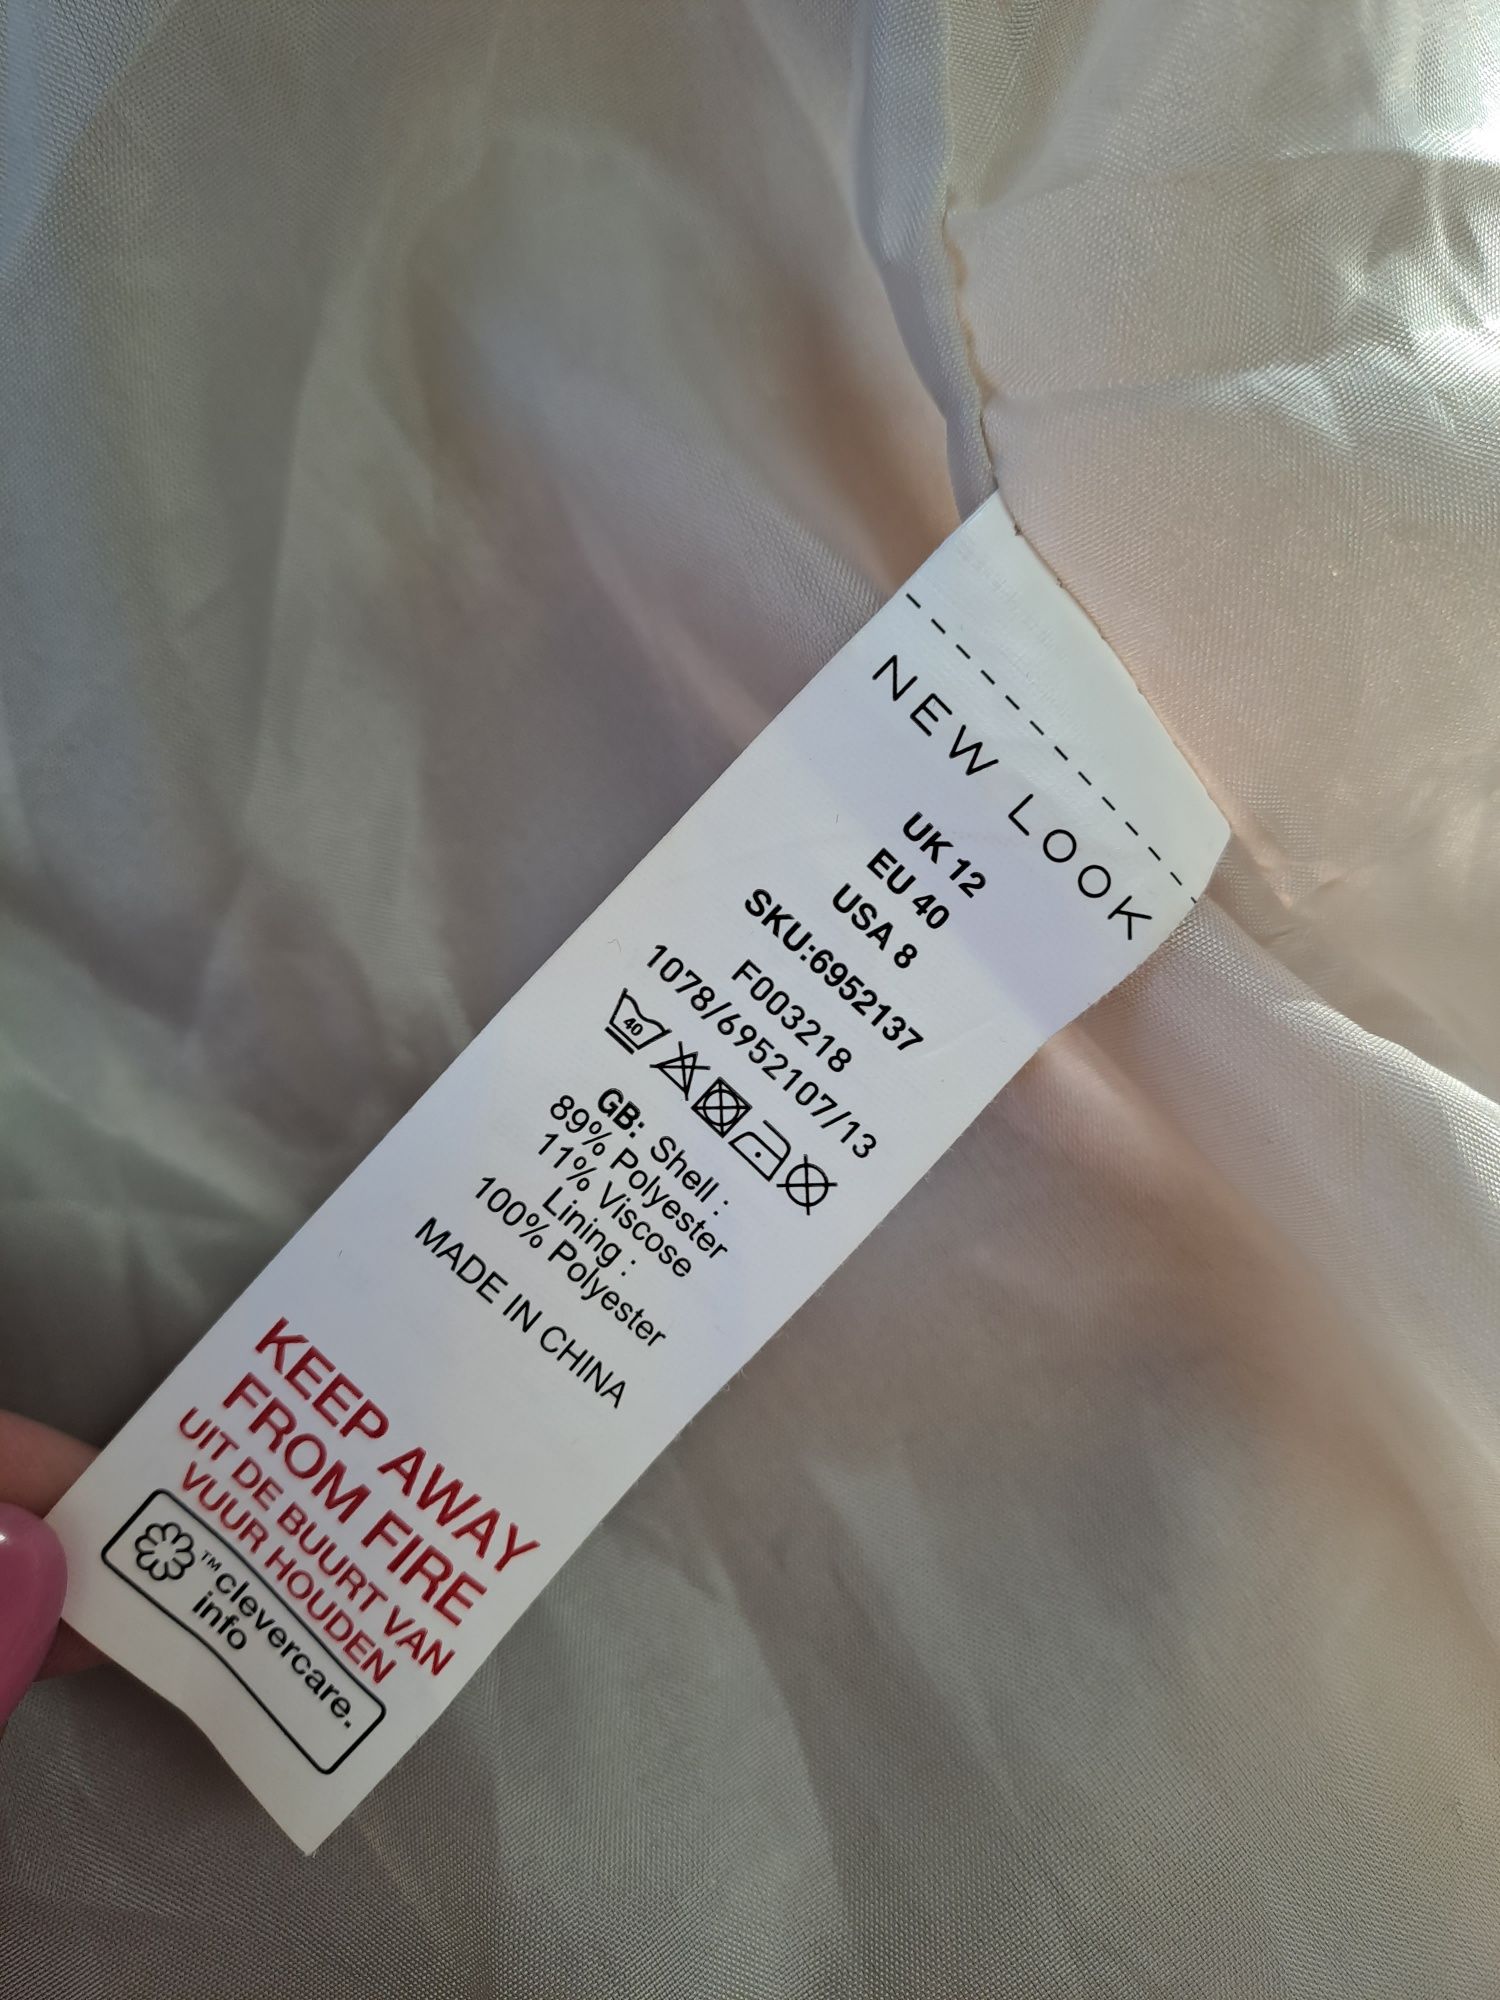 NEW LOOK
UK 12
EU 40
USA 8
SKU:6952137
F003218
1078/6952107/13
40
GB: Shell :
89% Polyester
11% Viscose
Lining :
100% Polyester
MADE IN CHINA
KEEP AWAY
FROM FIRE
UIT DE BUURT VAN
VUUR HOUDEN
™clevercare.
info